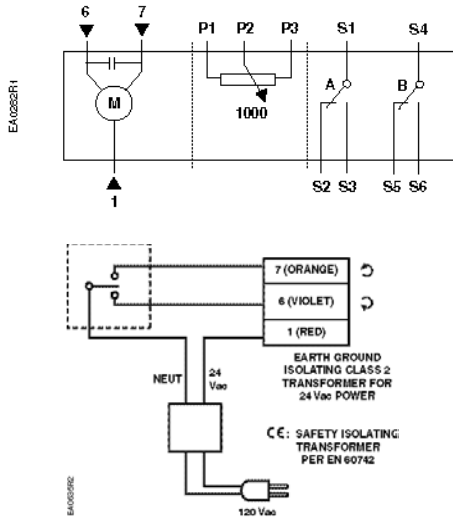 6 7 P1 P2 P3 S1 S4
A B
M
1000
EA0262R1
1 S2 S3 S5 S6
7 (ORANGE)
6 (VIOLET)
1 (RED)
NEUT 24
Vac
EARTH GROUND
ISOLATING CLASS 2
TRANSFORMER FOR
24 Vac POWER
CE: SAFETY ISOLATING
TRANSFORMER
PER EN 60742
120 Vac